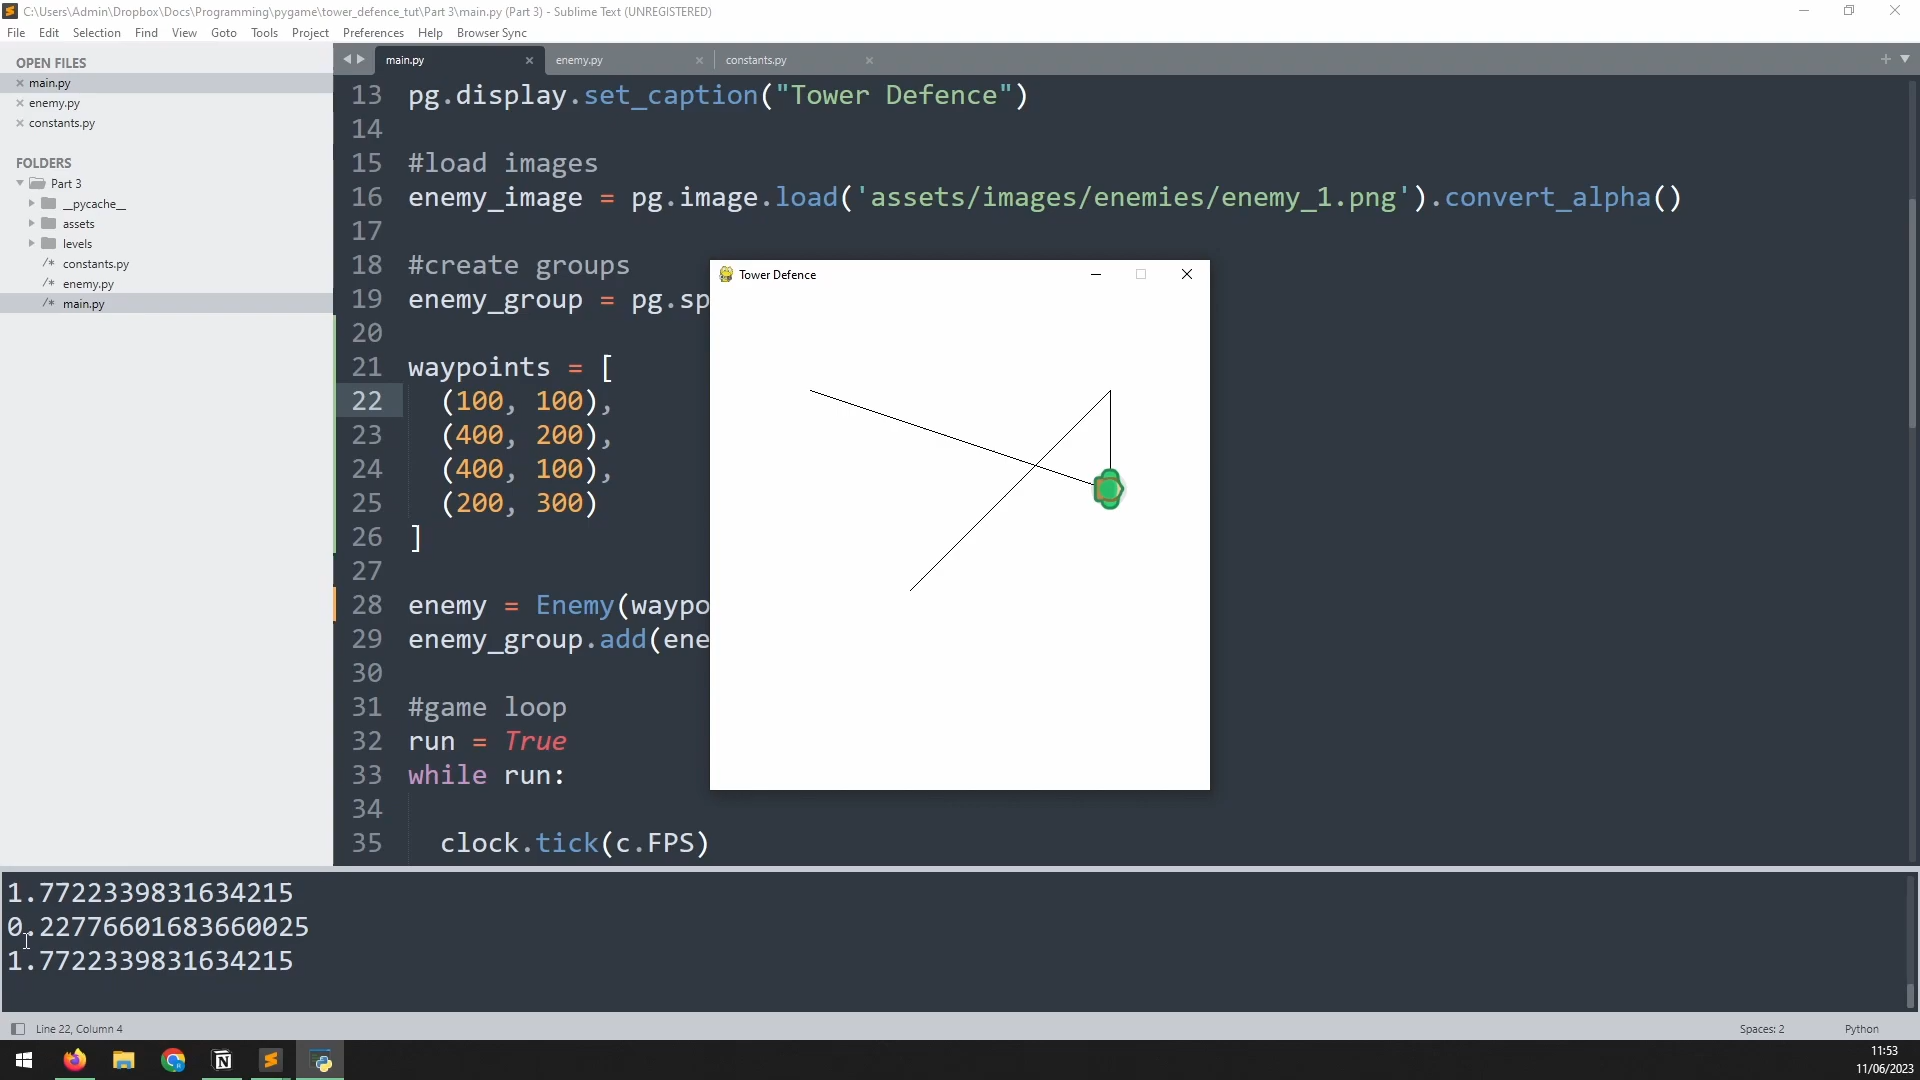 C:\Users\Admin\Dropbox\Docs\Programming\pygame\tower_defence_tut\Part 3\main.py (Part 3) - Sublime Text (UNREGISTERED)
File Edit Selection Find View Goto Tools Project Preferences Help Browser Sync
OPEN FILES
main.py
enemy.py
constants.py
FOLDERS
Part 3
__pycache__
assets
levels
constants.py
enemy.py
main.py
main.py enemy.py constants.py
13 pg.display.set_caption("Tower Defence")
14
15 #load images
16 enemy_image = pg.image.load('assets/images/enemies/enemy_1.png').convert_alpha()
17
18 #create groups
19 enemy_group = pg.sp
20
21 waypoints = [
22 (100, 100),
23 (400, 200),
24 (400, 100),
25 (200, 300)
26 ]
27
28 enemy = Enemy(waypo
29 enemy_group.add(ene
30
31 #game loop
32 run = True
33 while run:
34
35 clock.tick(c.FPS)
Tower Defence
1.7722339831634215
0.22776601683660025
1.7722339831634215
Line 22, Column 4
Spaces: 2 Python
11:53
11/06/2023